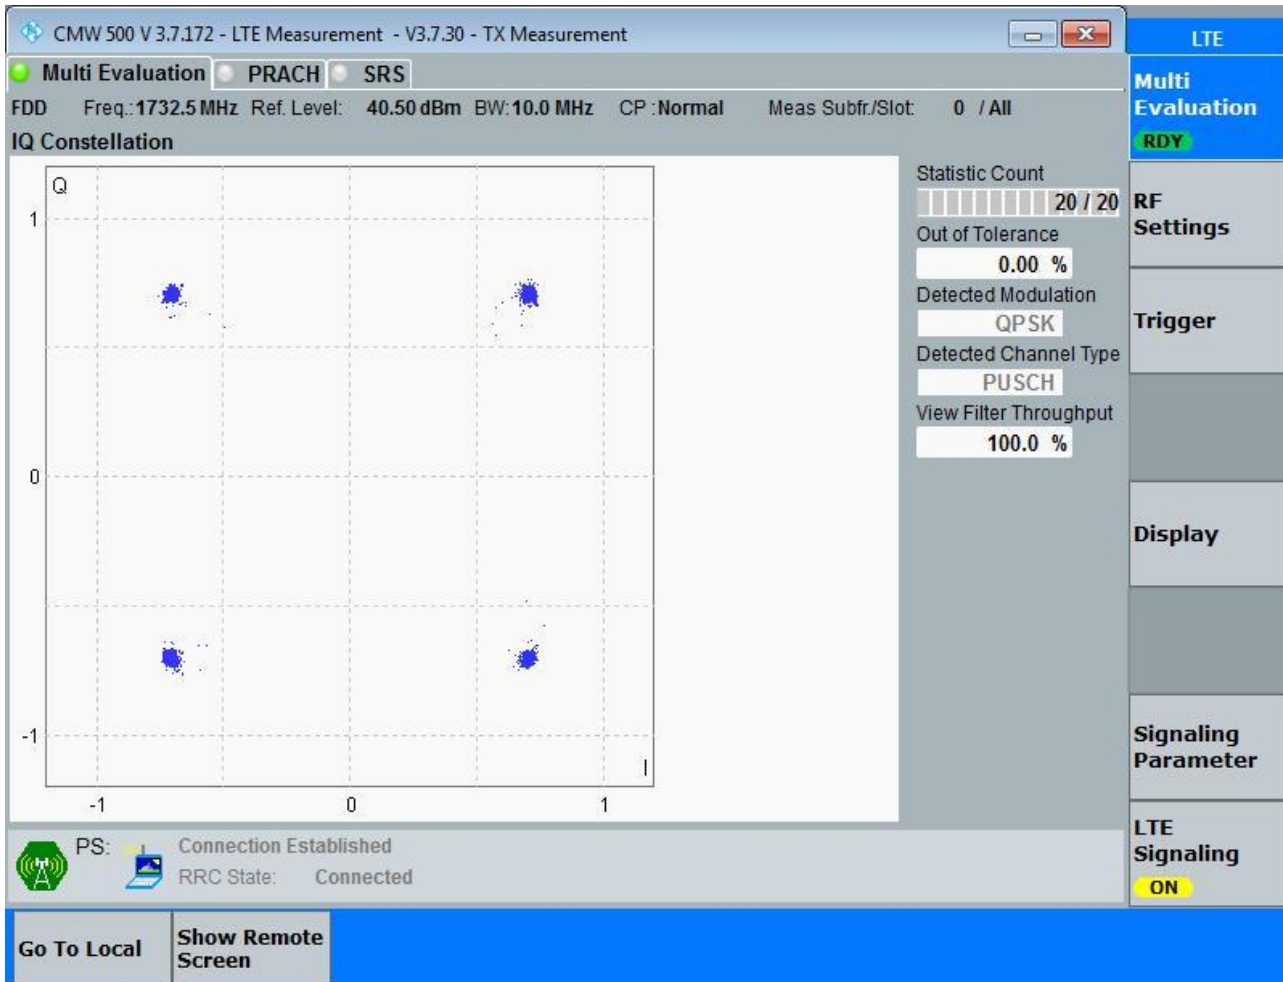 CMW 500 V 3.7.172 - LTE Measurement - V3.7.30 - TX Measurement
LTE
Multi Evaluation PRACH SRS
FDD Freq.: 1732.5 MHz Ref. Level: 40.50 dBm BW: 10.0 MHz CP : Normal Meas Subfr./Slot: 0 / All
IQ Constellation
Q
1
0
-1
-1 0 1
I
Statistic Count
20 / 20
Out of Tolerance
0.00 %
Detected Modulation
QPSK
Detected Channel Type
PUSCH
View Filter Throughput
100.0 %
Multi
Evaluation
RDY
RF
Settings
Trigger
Display
Signaling
Parameter
LTE
Signaling
ON
PS: Connection Established
RRC State: Connected
Go To Local
Show Remote
Screen